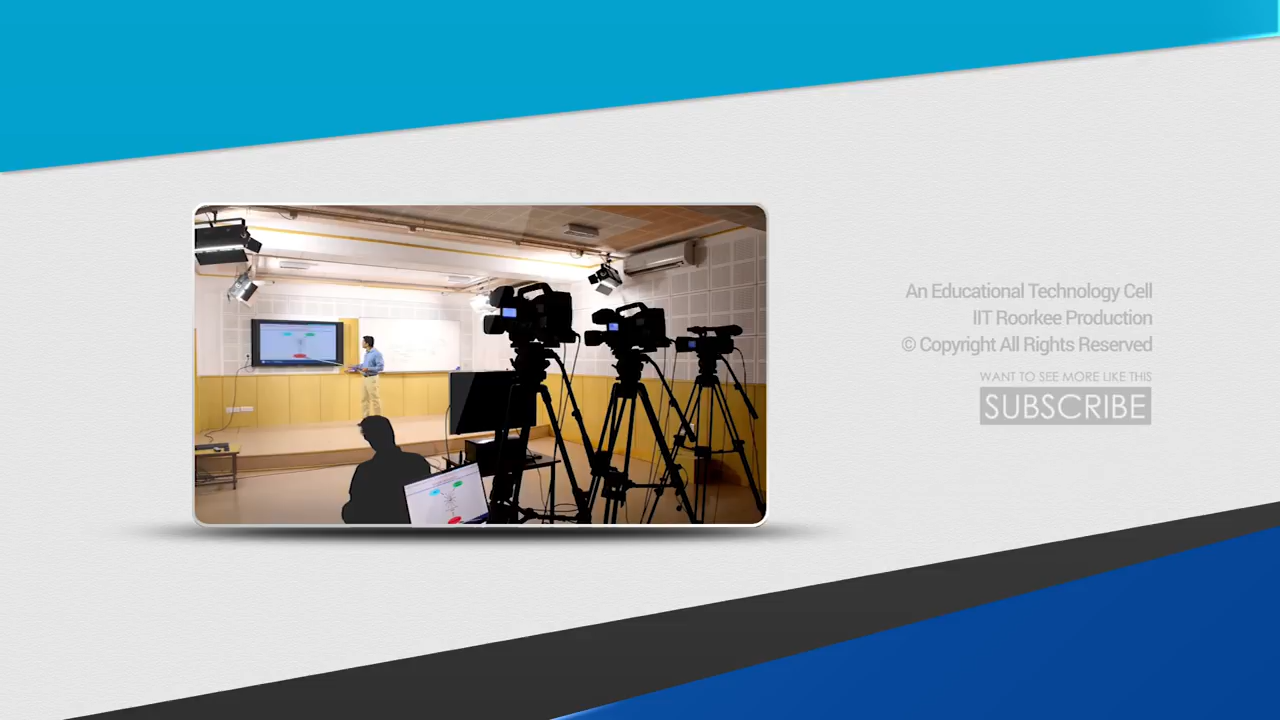 An Educational Technology Cell
IIT Roorkee Production
© Copyright All Rights Reserved
WANT TO SEE MORE LIKE THIS
SUBSCRIBE